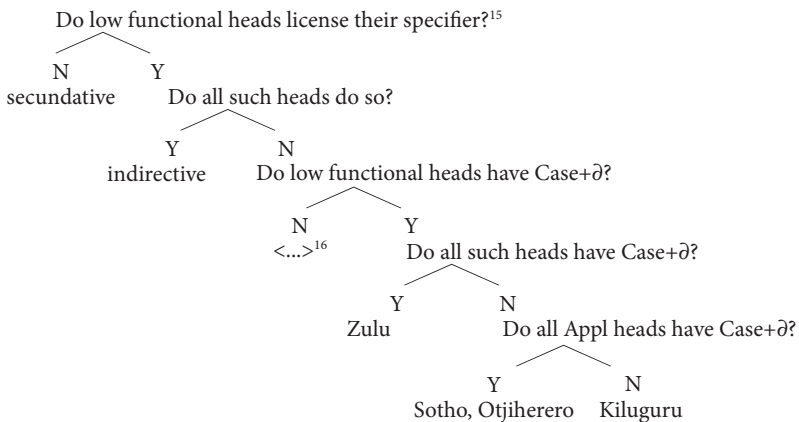 Do low functional heads license their specifier?15
N Y
secundative Do all such heads do so?
Y N
indirective Do low functional heads have Case+∂?
N Y
<...>16 Do all such heads have Case+∂?
Y N
Zulu Do all Appl heads have Case+∂?
Y N
Sotho, Otjiherero Kiluguru